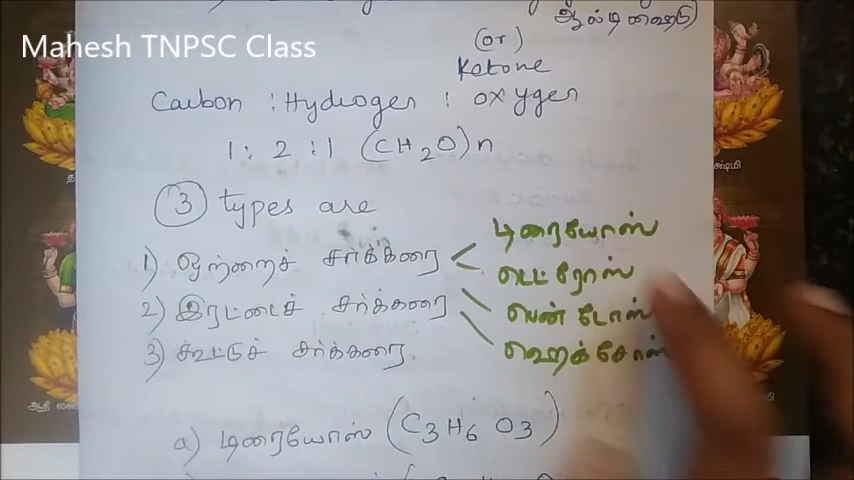 Mahesh TNPSC Class
ஆல்டிஹைடு)
(or)
Ketone
Carbon : Hydrogen : oxygen
1 : 2 : 1 (CH₂O)n
3 types are
1) ஒற்றைச் சர்க்கரை
2) இரட்டைச் சர்க்கரை
3) கூட்டுச் சர்க்கரை
டிரையோஸ்
டெட்ரோஸ்
பென்டோஸ்
ஹெக்சோஸ்
a) டிரையோஸ் (C₃H₆O₃)